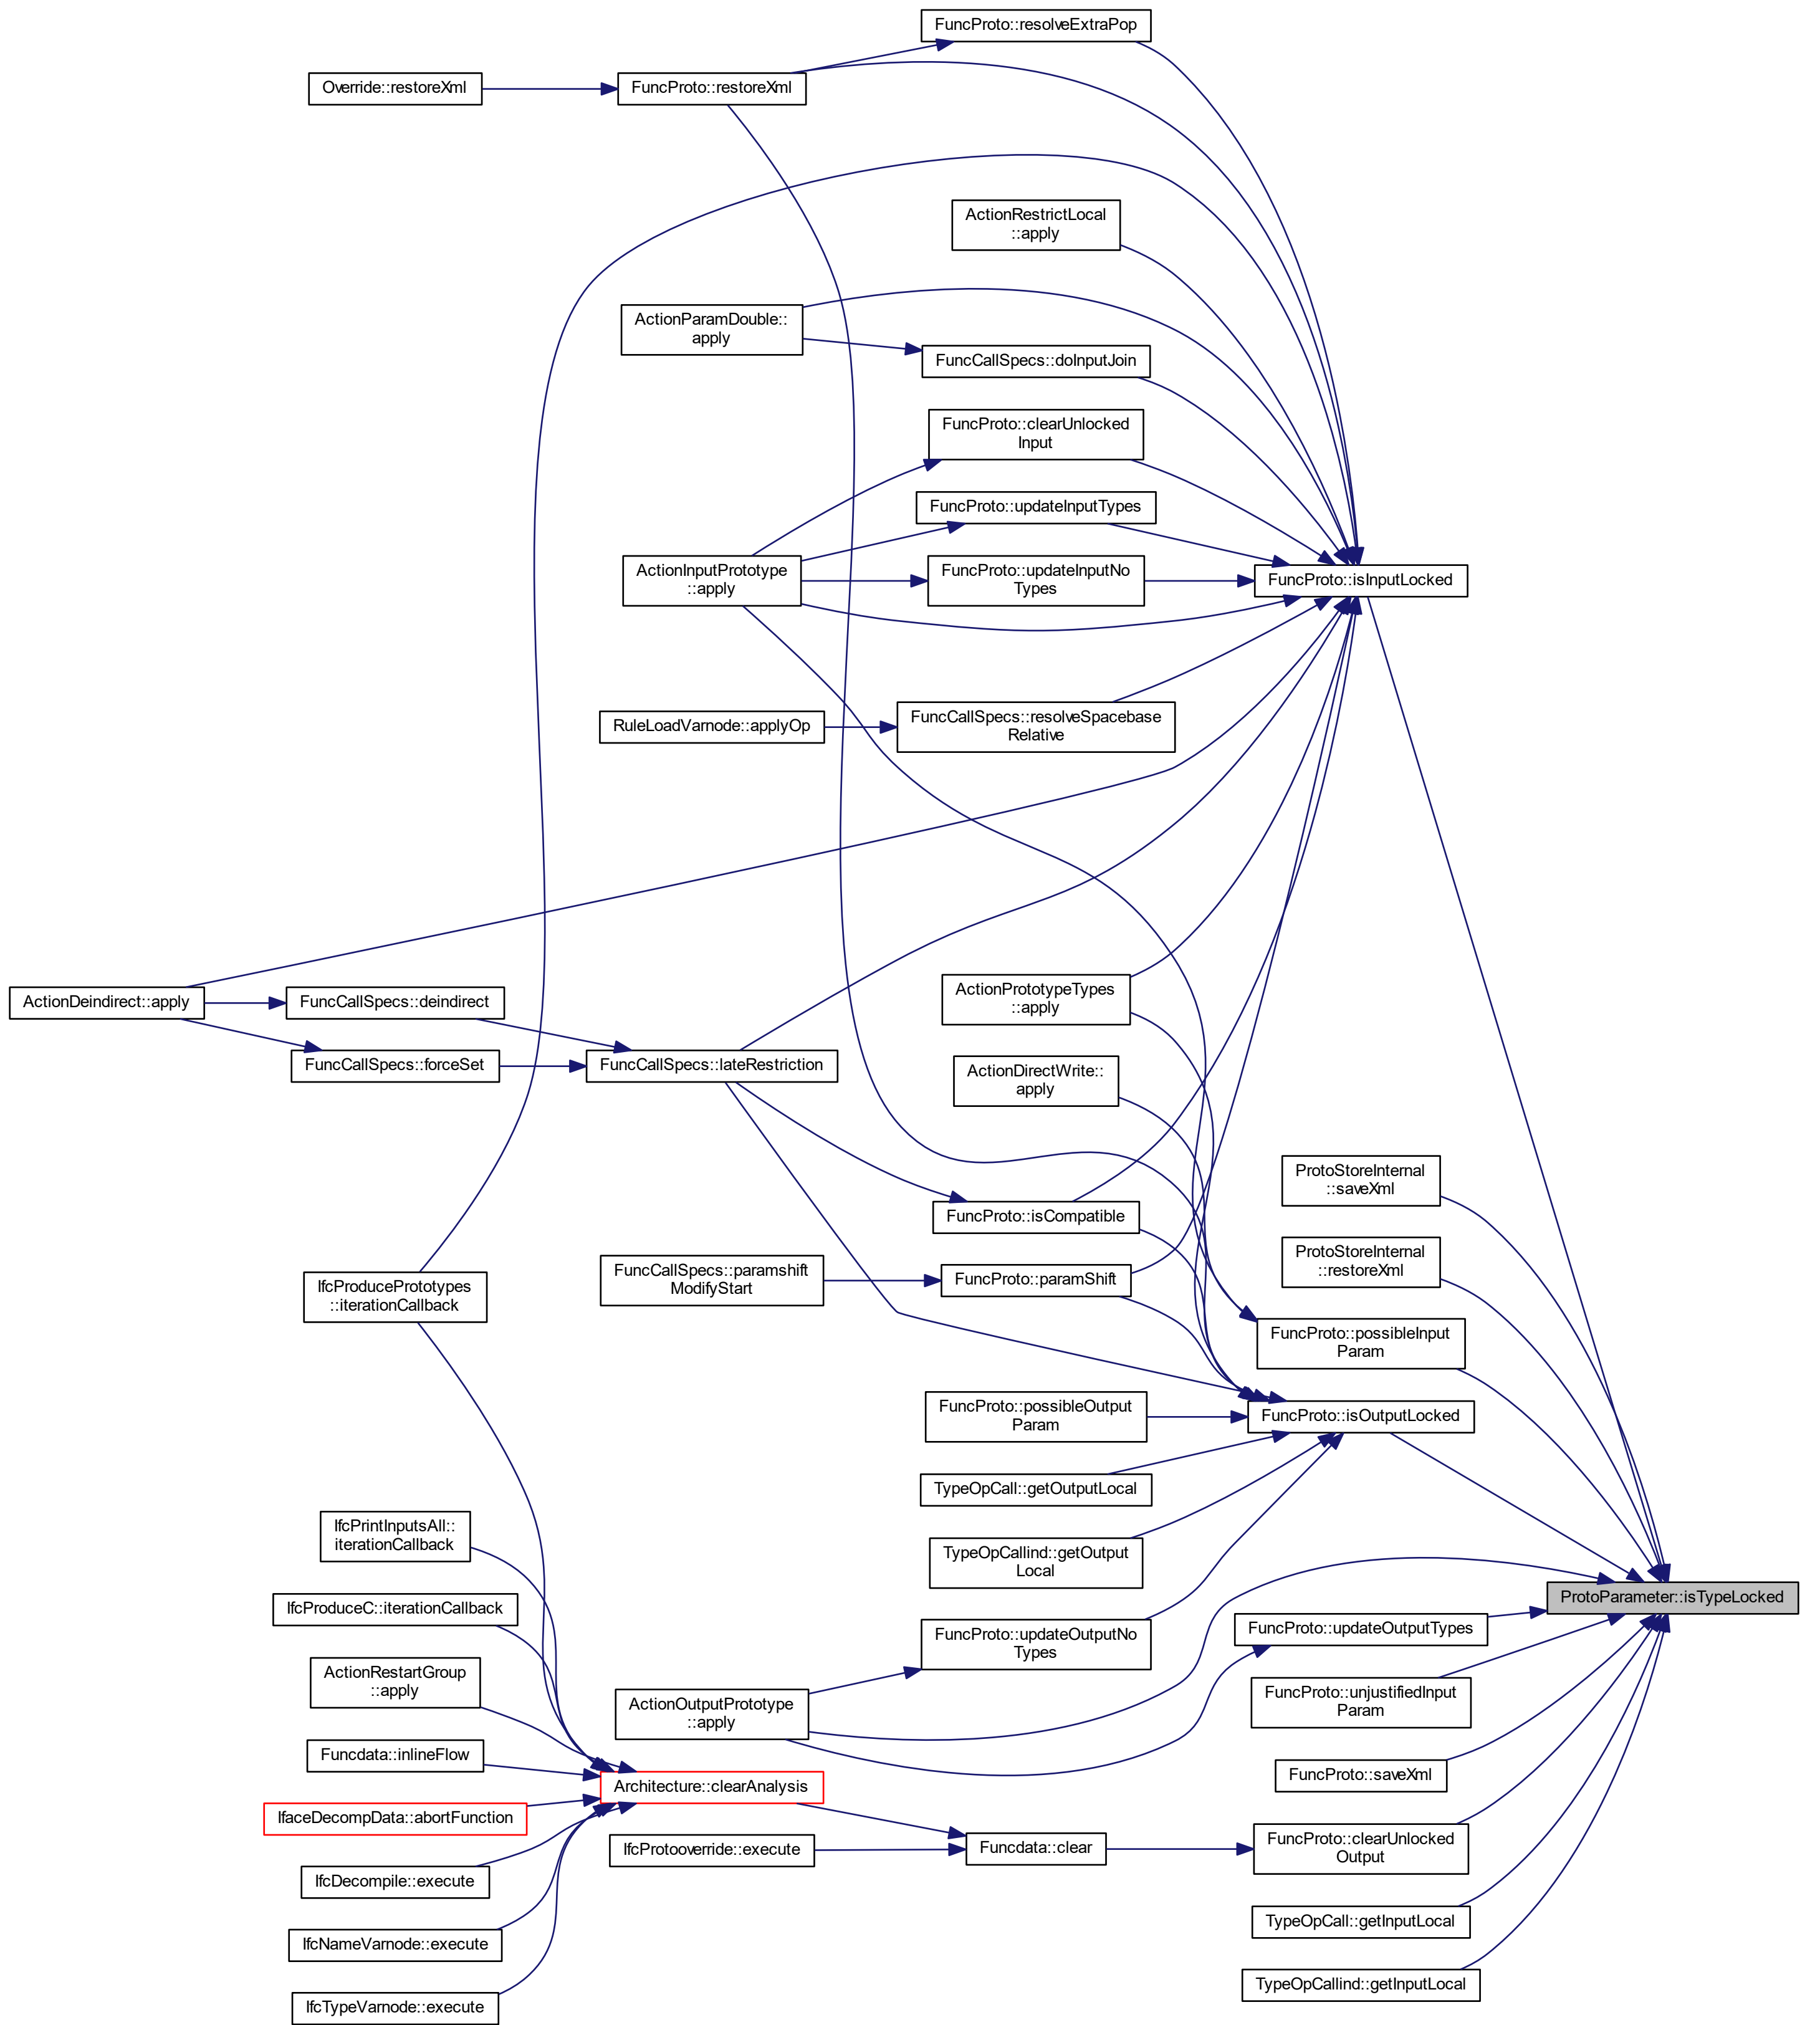 FuncProto::resolveExtraPop
Override::restoreXml
FuncProto::restoreXml
ActionRestrictLocal
::apply
ActionParamDouble::
apply
FuncCallSpecs::doInputJoin
FuncProto::clearUnlocked
Input
FuncProto::updateInputTypes
ActionInputPrototype
::apply
FuncProto::updateInputNo
Types
FuncProto::isInputLocked
RuleLoadVarnode::applyOp
FuncCallSpecs::resolveSpacebase
Relative
ActionDeindirect::apply
FuncCallSpecs::deindirect
ActionPrototypeTypes
::apply
FuncCallSpecs::forceSet
FuncCallSpecs::lateRestriction
ActionDirectWrite::
apply
ProtoStoreInternal
::saveXml
FuncProto::isCompatible
ProtoStoreInternal
::restoreXml
IfcProducePrototypes
::iterationCallback
FuncCallSpecs::paramshift
ModifyStart
FuncProto::paramShift
FuncProto::possibleInput
Param
FuncProto::possibleOutput
Param
FuncProto::isOutputLocked
TypeOpCall::getOutputLocal
IfcPrintInputsAll::
iterationCallback
TypeOpCallind::getOutput
Local
ProtoParameter::isTypeLocked
IfcProduceC::iterationCallback
FuncProto::updateOutputNo
Types
FuncProto::updateOutputTypes
ActionRestartGroup
::apply
ActionOutputPrototype
::apply
FuncProto::unjustifiedInput
Param
Funcdata::inlineFlow
Architecture::clearAnalysis
FuncProto::saveXml
IfaceDecompData::abortFunction
IfcProtooverride::execute
Funcdata::clear
FuncProto::clearUnlocked
Output
IfcDecompile::execute
TypeOpCall::getInputLocal
IfcNameVarnode::execute
TypeOpCallind::getInputLocal
IfcTypeVarnode::execute